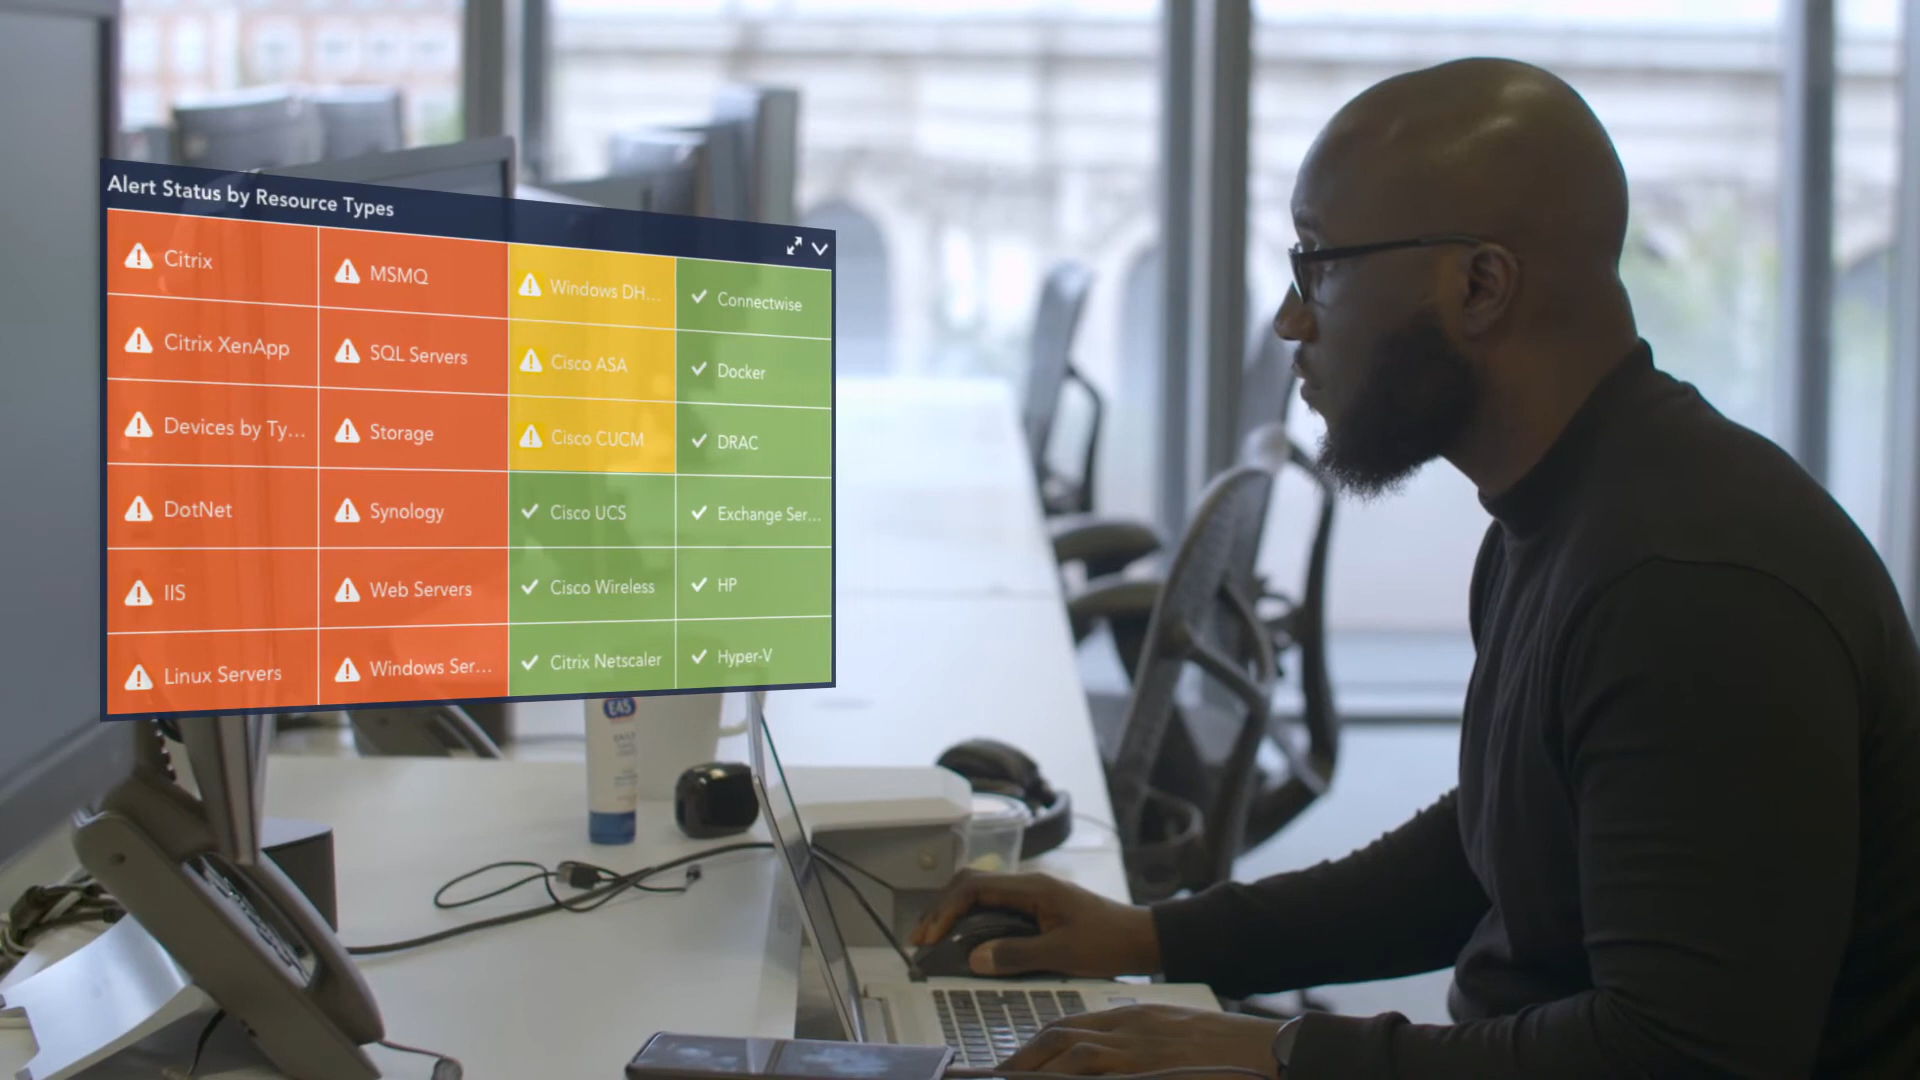 Alert Status by Resource Types
Citrix
MSMQ
Windows DH...
Connectwise
Citrix XenApp
SQL Servers
Cisco ASA
Docker
Devices by Ty...
Storage
Cisco CUCM
DRAC
DotNet
Synology
Cisco UCS
Exchange Ser...
IIS
Web Servers
Cisco Wireless
HP
Linux Servers
Windows Ser...
Citrix Netscaler
Hyper-V
E45